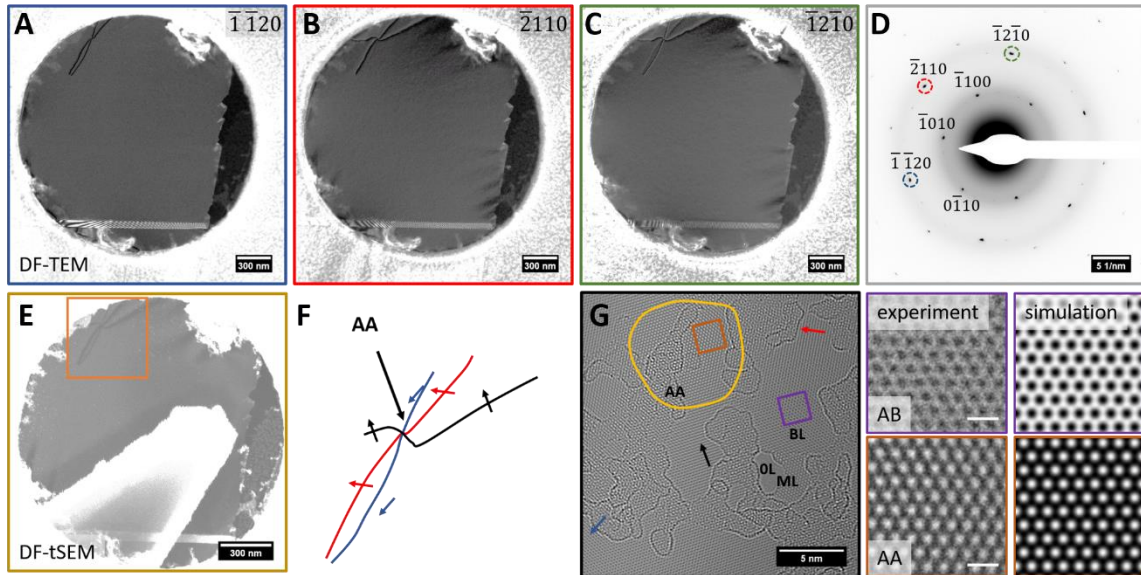 A
1̅ 1̅20
DF-TEM
300 nm
B
2̅110
300 nm
C
1̅21̅0
300 nm
D
1̅21̅0
2̅110
1̅100
1̅010
1̅ 1̅20
01̅10
5 1/nm
E
DF-tSEM
300 nm
F
AA
G
AA
BL
0L
ML
5 nm
experiment
AB
simulation
AA